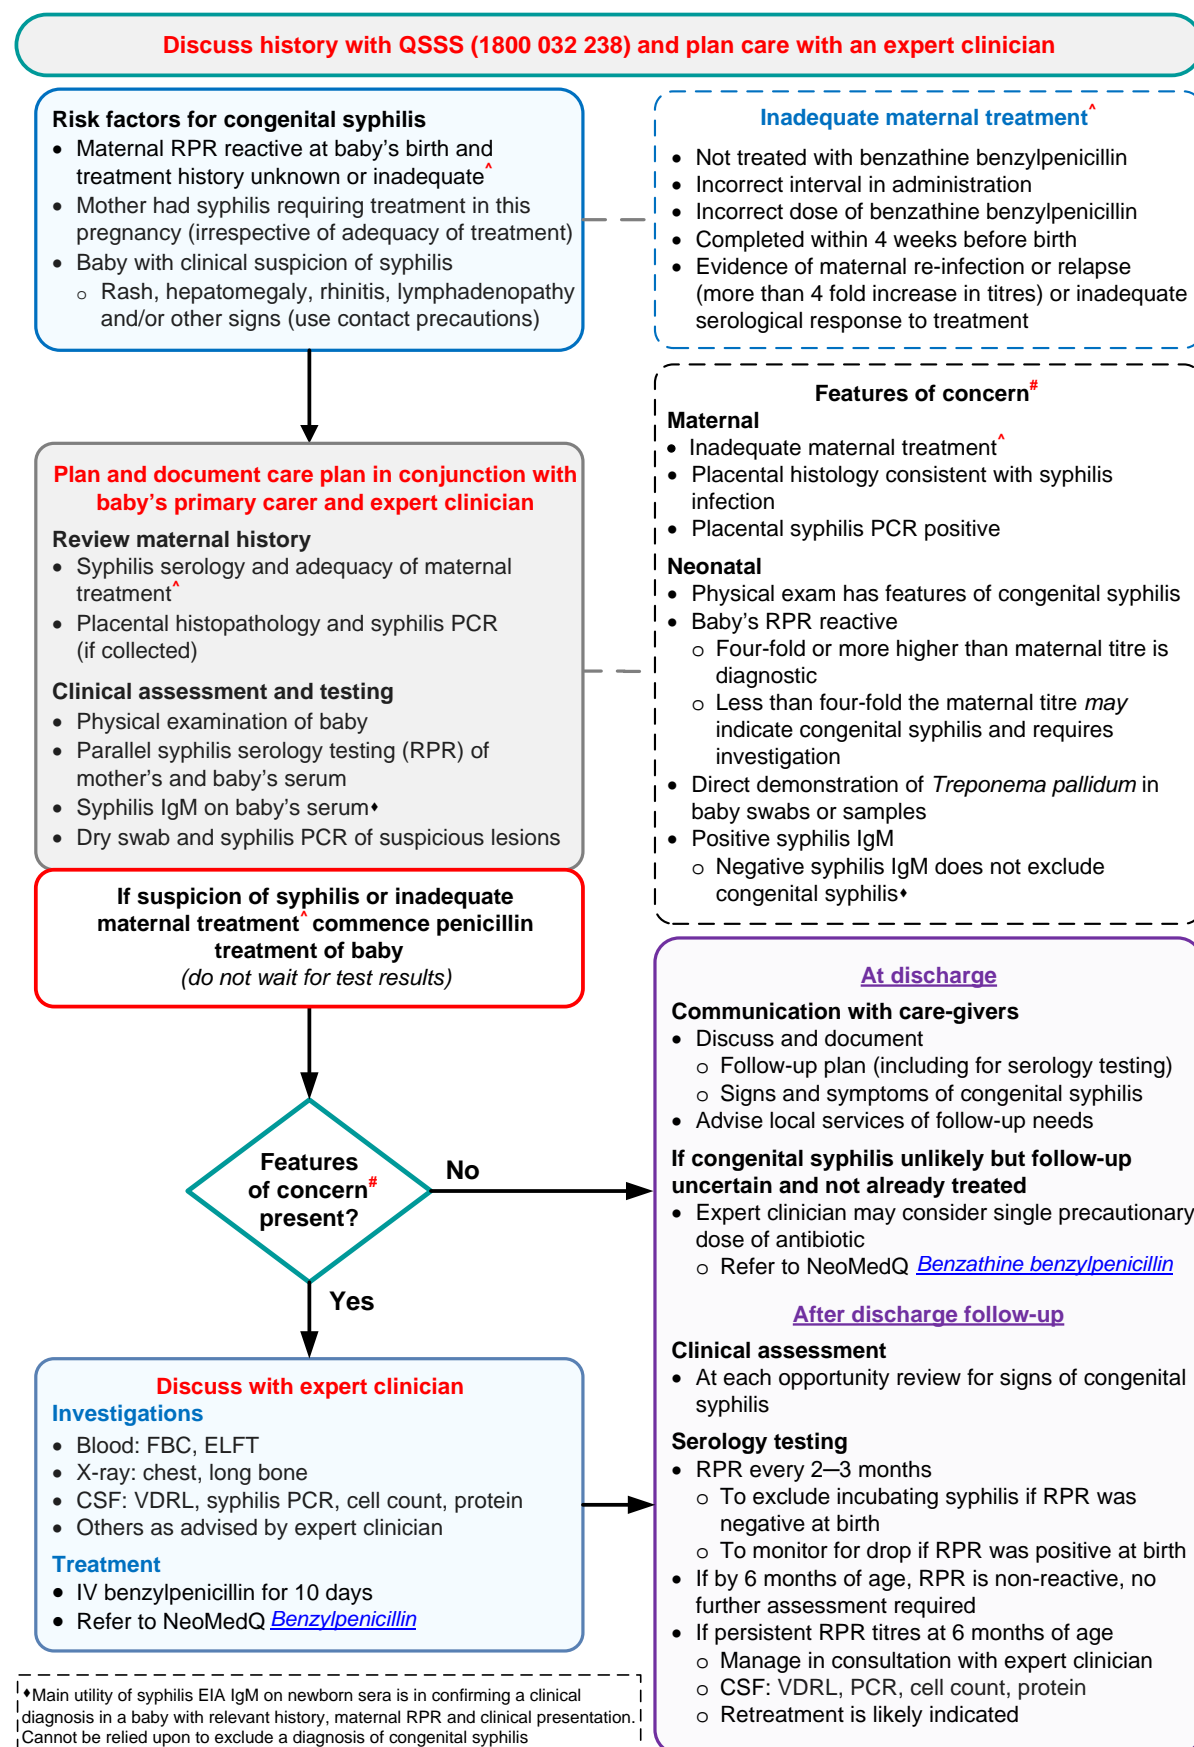 Discuss history with QSSS (1800 032 238) and plan care with an expert clinician
Risk factors for congenital syphilis
• Maternal RPR reactive at baby's birth and
treatment history unknown or inadequate^
• Mother had syphilis requiring treatment in this
pregnancy (irrespective of adequacy of treatment)
• Baby with clinical suspicion of syphilis
o Rash, hepatomegaly, rhinitis, lymphadenopathy
and/or other signs (use contact precautions)
Inadequate maternal treatment^
• Not treated with benzathine benzylpenicillin
• Incorrect interval in administration
• Incorrect dose of benzathine benzylpenicillin
• Completed within 4 weeks before birth
• Evidence of maternal re-infection or relapse
(more than 4 fold increase in titres) or inadequate
serological response to treatment
Plan and document care plan in conjunction with
baby's primary carer and expert clinician
Review maternal history
• Syphilis serology and adequacy of maternal
treatment^
• Placental histopathology and syphilis PCR
(if collected)
Clinical assessment and testing
• Physical examination of baby
• Parallel syphilis serology testing (RPR) of
mother's and baby's serum
• Syphilis IgM on baby's serum♦
• Dry swab and syphilis PCR of suspicious lesions
Features of concern#
Maternal
• Inadequate maternal treatment^
• Placental histology consistent with syphilis
infection
• Placental syphilis PCR positive
Neonatal
• Physical exam has features of congenital syphilis
• Baby's RPR reactive
o Four-fold or more higher than maternal titre is
diagnostic
o Less than four-fold the maternal titre may
indicate congenital syphilis and requires
investigation
• Direct demonstration of Treponema pallidum in
baby swabs or samples
• Positive syphilis IgM
o Negative syphilis IgM does not exclude
congenital syphilis♦
If suspicion of syphilis or inadequate
maternal treatment^ commence penicillin
treatment of baby
(do not wait for test results)
Features
of concern#
present?
No
Yes
Discuss with expert clinician
Investigations
• Blood: FBC, ELFT
• X-ray: chest, long bone
• CSF: VDRL, syphilis PCR, cell count, protein
• Others as advised by expert clinician
Treatment
• IV benzylpenicillin for 10 days
• Refer to NeoMedQ Benzylpenicillin
At discharge
Communication with care-givers
• Discuss and document
o Follow-up plan (including for serology testing)
o Signs and symptoms of congenital syphilis
• Advise local services of follow-up needs
If congenital syphilis unlikely but follow-up
uncertain and not already treated
• Expert clinician may consider single precautionary
dose of antibiotic
o Refer to NeoMedQ Benzathine benzylpenicillin
After discharge follow-up
Clinical assessment
• At each opportunity review for signs of congenital
syphilis
Serology testing
• RPR every 2—3 months
o To exclude incubating syphilis if RPR was
negative at birth
o To monitor for drop if RPR was positive at birth
• If by 6 months of age, RPR is non-reactive, no
further assessment required
• If persistent RPR titres at 6 months of age
o Manage in consultation with expert clinician
o CSF: VDRL, PCR, cell count, protein
o Retreatment is likely indicated
♦Main utility of syphilis EIA IgM on newborn sera is in confirming a clinical
diagnosis in a baby with relevant history, maternal RPR and clinical presentation.
Cannot be relied upon to exclude a diagnosis of congenital syphilis